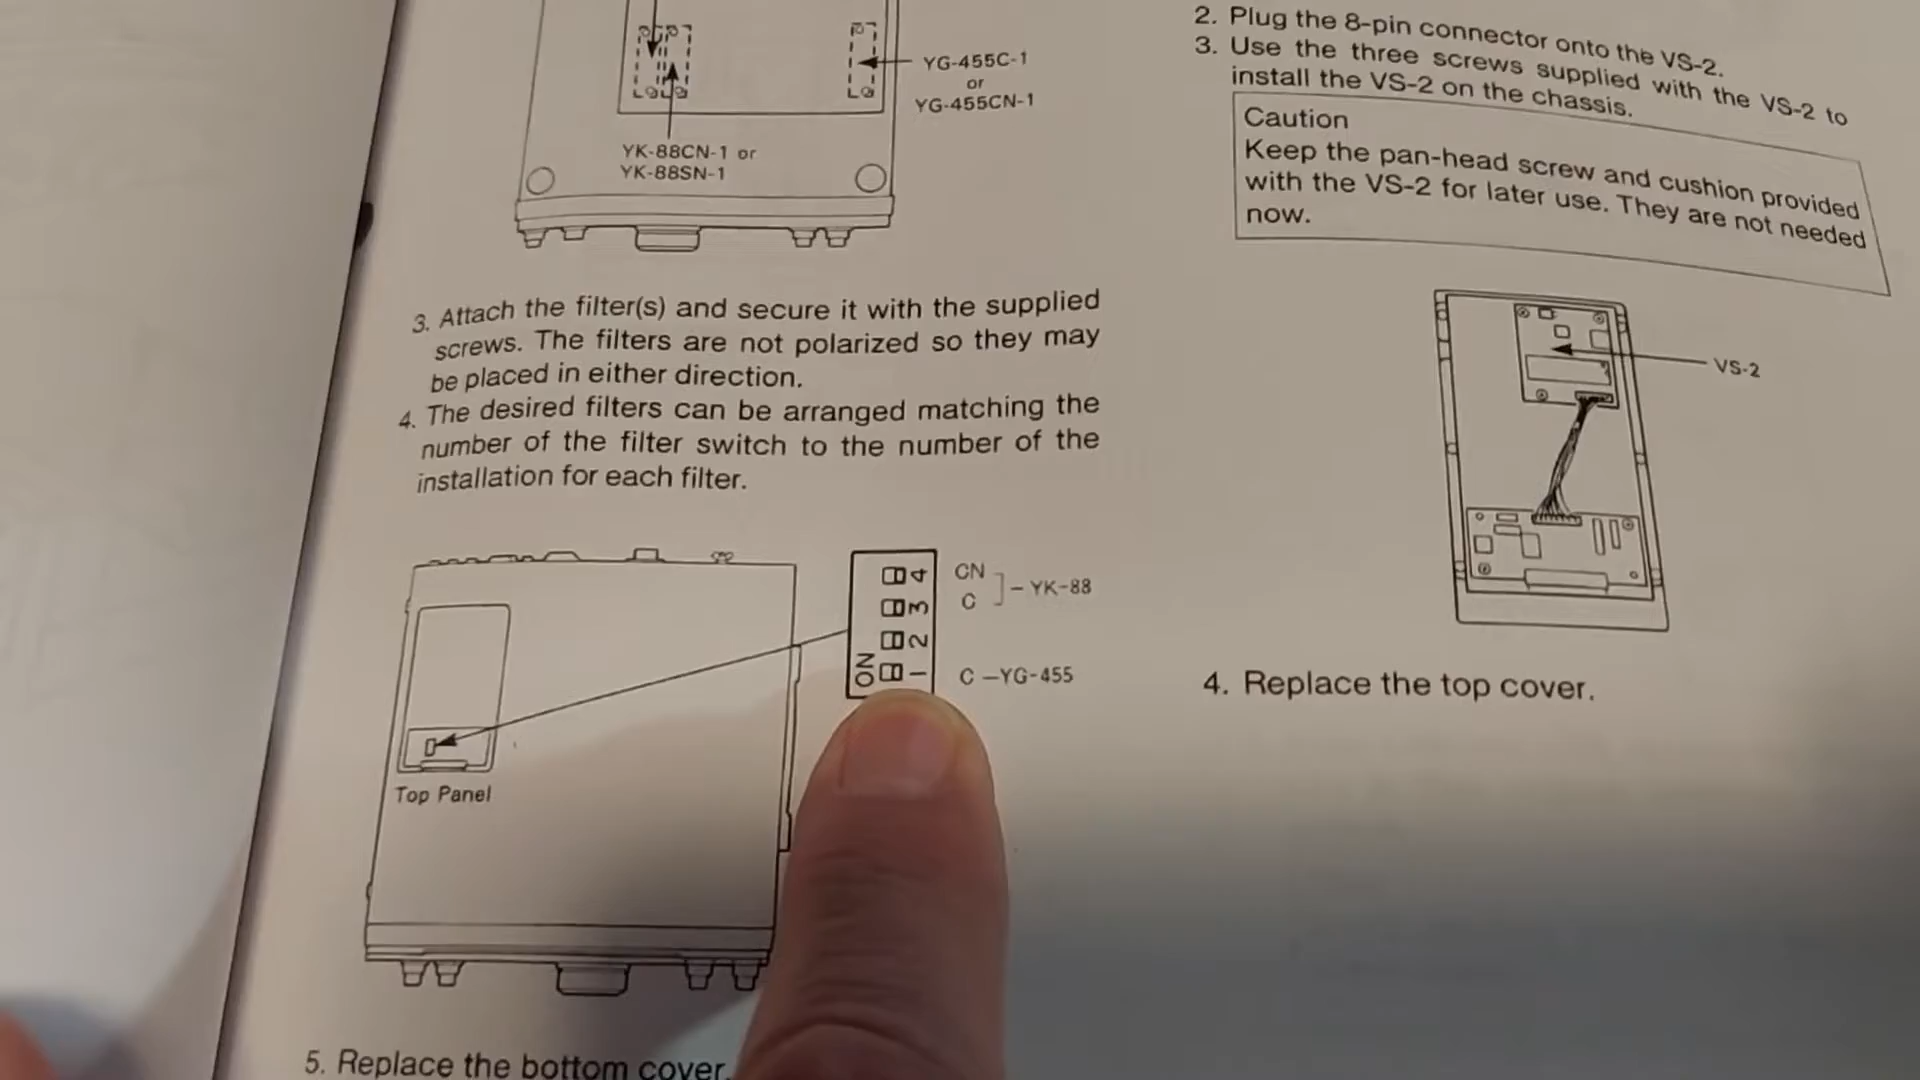 YG-455C-1
or
YG-455CN-1
YK-88CN-1 or
YK-88SN-1
3. Attach the filter(s) and secure it with the supplied
screws. The filters are not polarized so they may
be placed in either direction.
4. The desired filters can be arranged matching the
number of the filter switch to the number of the
installation for each filter.
4
3
2
1
ON
CN
C
YK-88
C - YG-455
Top Panel
5. Replace the bottom cover.
2. Plug the 8-pin connector onto the VS-2.
3. Use the three screws supplied with the VS-2 to
install the VS-2 on the chassis.
Caution
Keep the pan-head screw and cushion provided
with the VS-2 for later use. They are not needed
now.
VS-2
4. Replace the top cover.